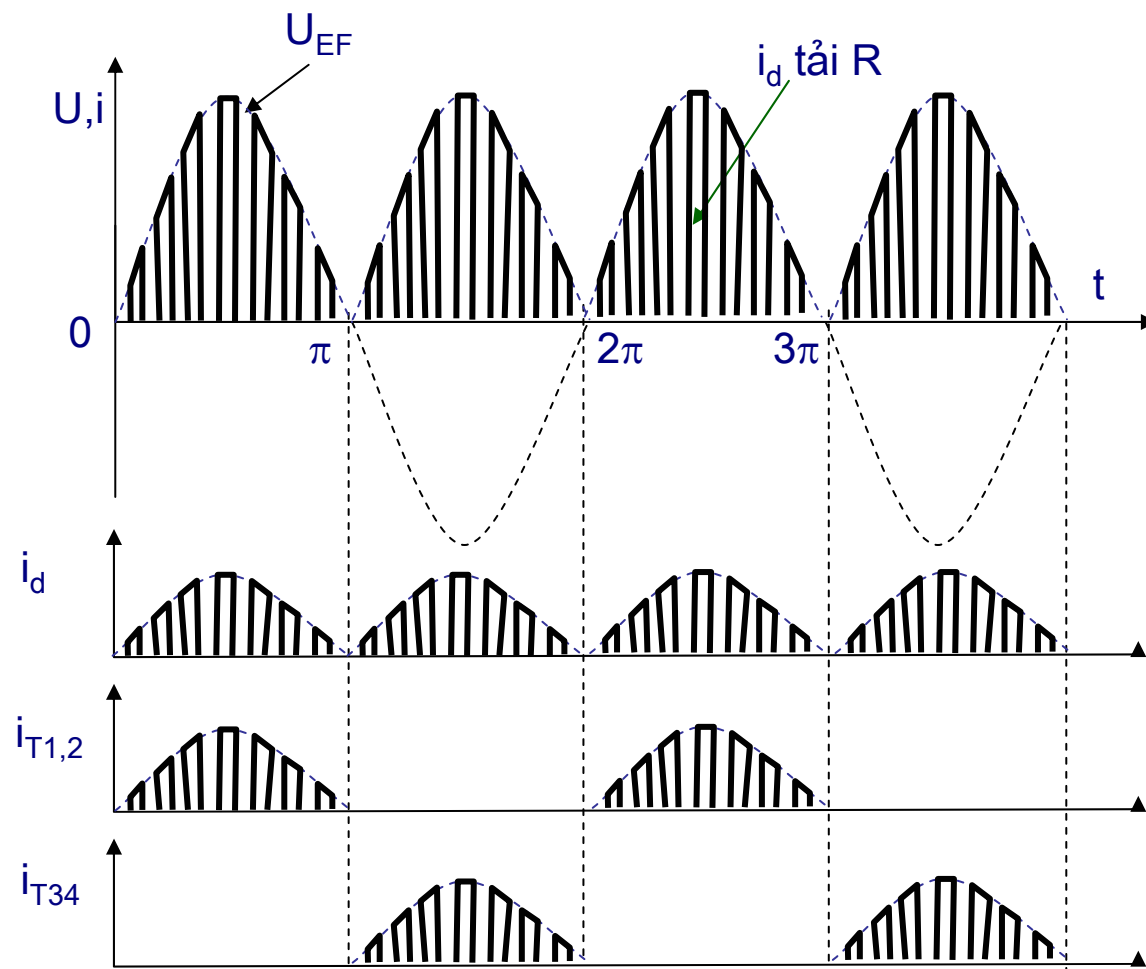 U_EF
i_d tải R
U,i
t
0
π
2π
3π
i_d
i_T1,2
i_T34